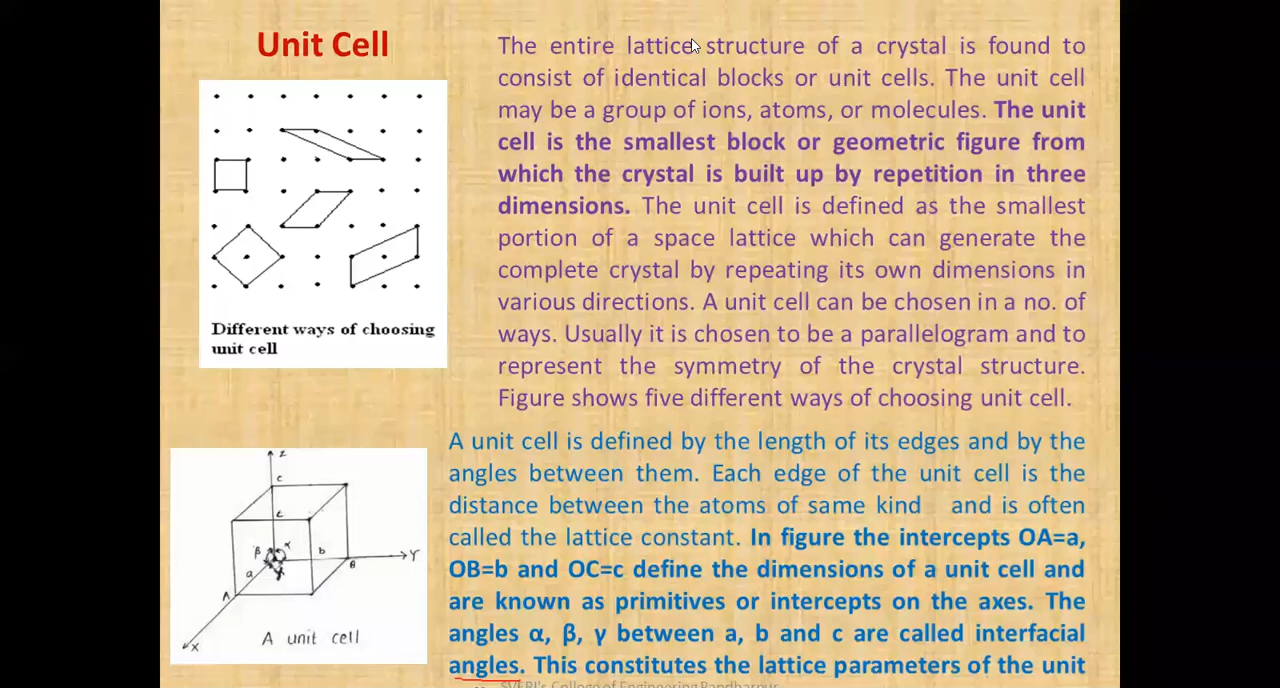 Unit Cell
The entire lattice structure of a crystal is found to
consist of identical blocks or unit cells. The unit cell
may be a group of ions, atoms, or molecules. The unit
cell is the smallest block or geometric figure from
which the crystal is built up by repetition in three
dimensions. The unit cell is defined as the smallest
portion of a space lattice which can generate the
complete crystal by repeating its own dimensions in
various directions. A unit cell can be chosen in a no. of
ways. Usually it is chosen to be a parallelogram and to
represent the symmetry of the crystal structure.
Figure shows five different ways of choosing unit cell.
Different ways of choosing
unit cell
A unit cell is defined by the length of its edges and by the
angles between them. Each edge of the unit cell is the
distance between the atoms of same kind and is often
called the lattice constant. In figure the intercepts OA=a,
OB=b and OC=c define the dimensions of a unit cell and
are known as primitives or intercepts on the axes. The
angles α, β, γ between a, b and c are called interfacial
angles. This constitutes the lattice parameters of the unit
Z
C
c
β
α
b
Y
B
a
γ
A
X
A unit cell
SVERI's College of Engineering Pandharpur